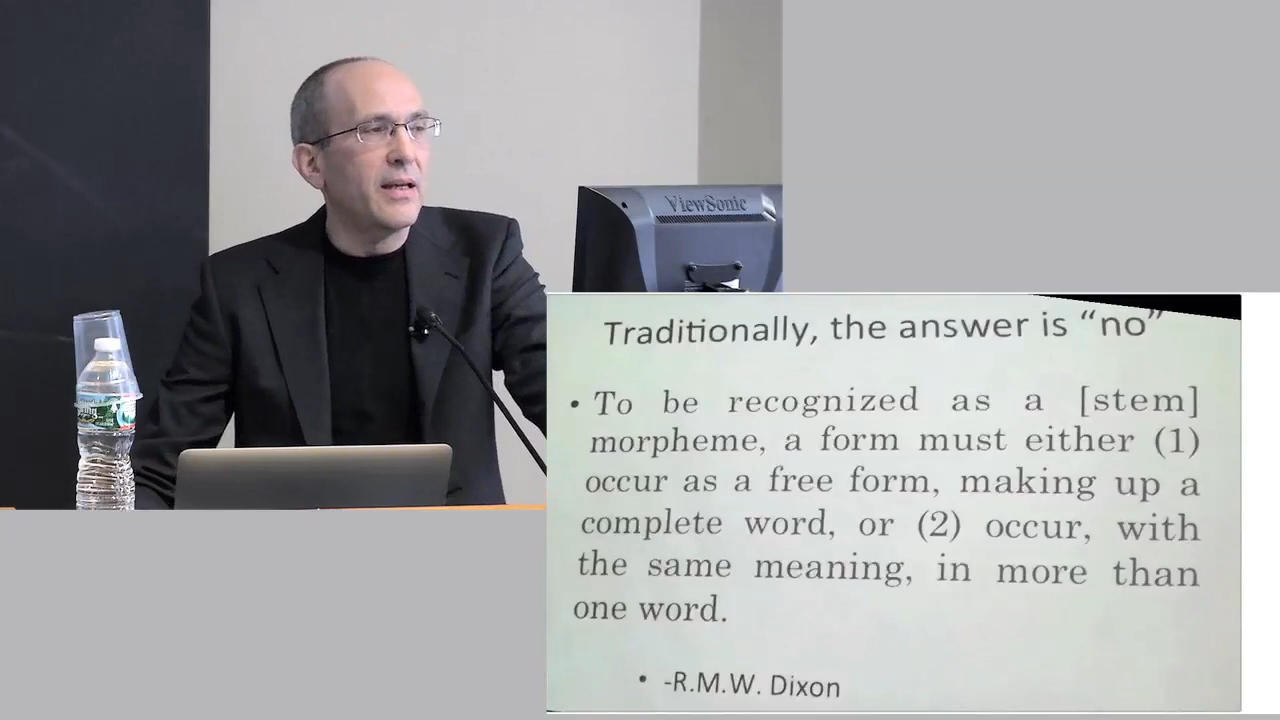 ViewSonic
Traditionally, the answer is “no”
• To be recognized as a [stem]
morpheme, a form must either (1)
occur as a free form, making up a
complete word, or (2) occur, with
the same meaning, in more than
one word.
• -R.M.W. Dixon